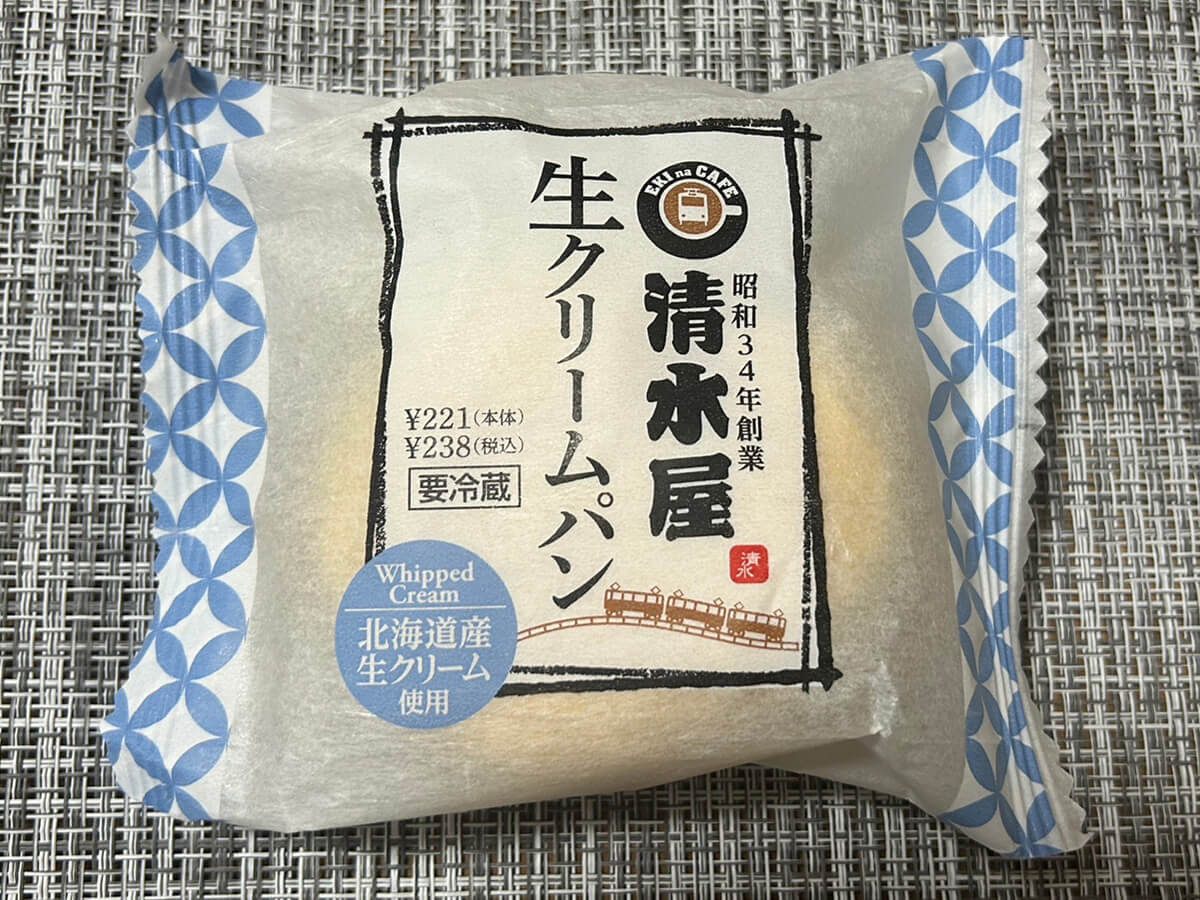 EKI na CAFE
昭和34年創業
清水屋
清水
生クリームパン
¥221(本体)
¥238(税込)
要冷蔵
Whipped
Cream
北海道産
生クリーム
使用